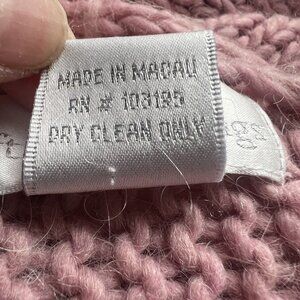 MADE IN MACAU
RN # 103195
DRY CLEAN ONLY